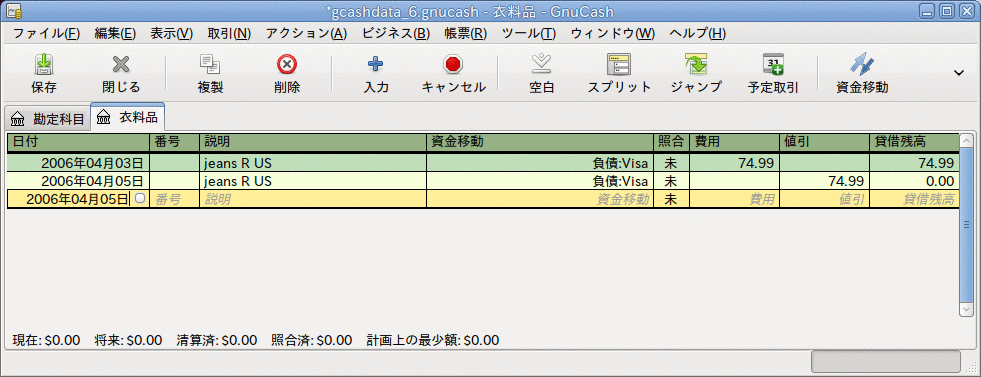 *gcashdata_6.gnucash - 衣料品 - GnuCash
ファイル(F) 編集(E) 表示(V) 取引(N) アクション(A) ビジネス(B) 帳票(R) ツール(T) ウィンドウ(W) ヘルプ(H)
保存 閉じる 複製 削除 入力 キャンセル 空白 スプリット ジャンプ 予定取引 資金移動
勘定科目 衣料品
日付 番号 説明 資金移動 照合 費用 値引 貸借残高
2006年04月03日 jeans R US 負債:Visa 未 74.99 74.99
2006年04月05日 jeans R US 負債:Visa 未 74.99 0.00
2006年04月05日 番号 説明 資金移動 未 費用 値引 貸借残高
現在: $0.00 将来: $0.00 清算済: $0.00 照合済: $0.00 計画上の最少額: $0.00